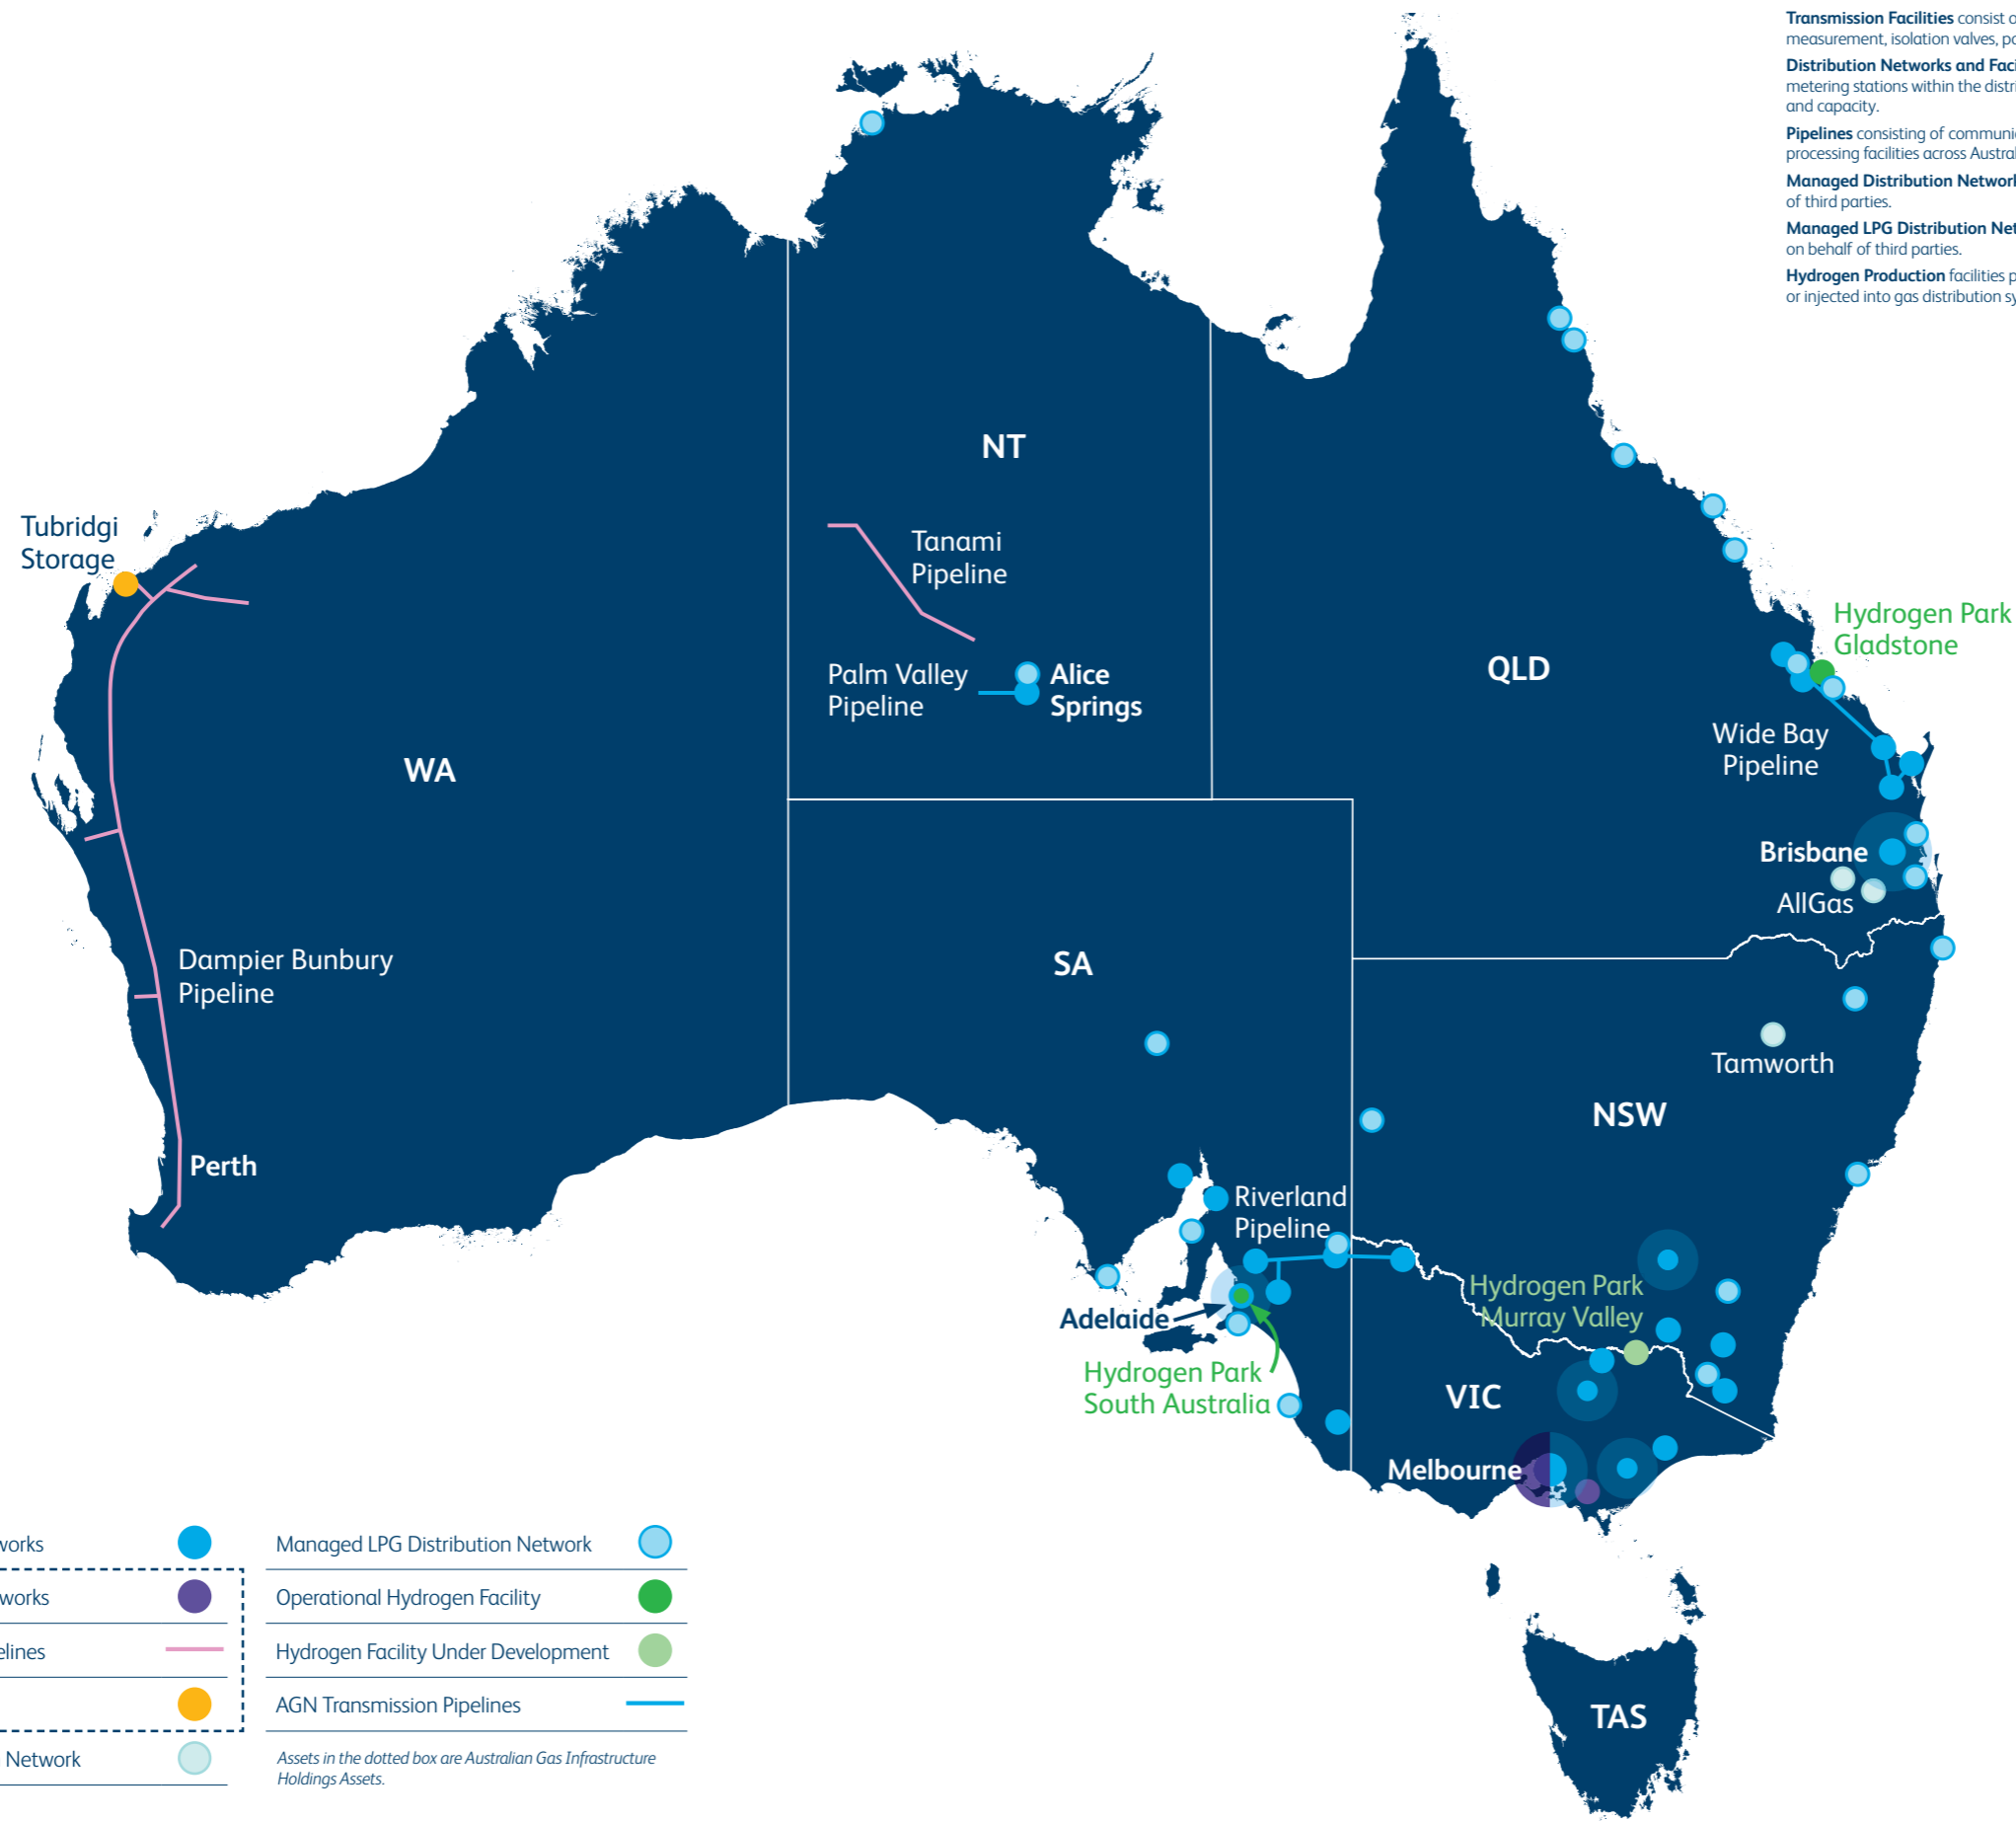 Transmission Facilities consist o
measurement, isolation valves, po
Distribution Networks and Faci
metering stations within the distri
and capacity.
Pipelines consisting of communic
processing facilities across Austral
Managed Distribution Network
of third parties.
Managed LPG Distribution Net
on behalf of third parties.
Hydrogen Production facilities p
or injected into gas distribution sy
NT
Tubridgi
Storage
Tanami
Pipeline
Hydrogen Park
Gladstone
Palm Valley
Pipeline
Alice
Springs
QLD
Wide Bay
Pipeline
WA
Brisbane
AllGas
Dampier Bunbury
Pipeline
SA
Tamworth
NSW
Perth
Riverland
Pipeline
Hydrogen Park
Murray Valley
Adelaide
Hydrogen Park
South Australia
VIC
Melbourne
TAS
works
works
elines
Network
Managed LPG Distribution Network
Operational Hydrogen Facility
Hydrogen Facility Under Development
AGN Transmission Pipelines
Assets in the dotted box are Australian Gas Infrastructure
Holdings Assets.